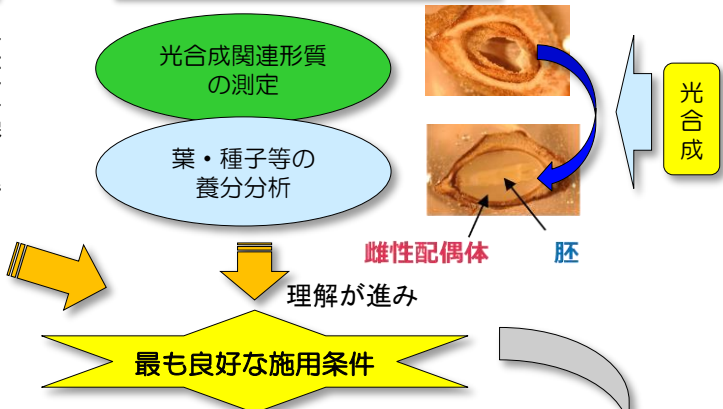 光合成関連形質
の測定
葉・種子等の
養分分析
光合成
雌性配偶体
胚
理解が進み
最も良好な施用条件